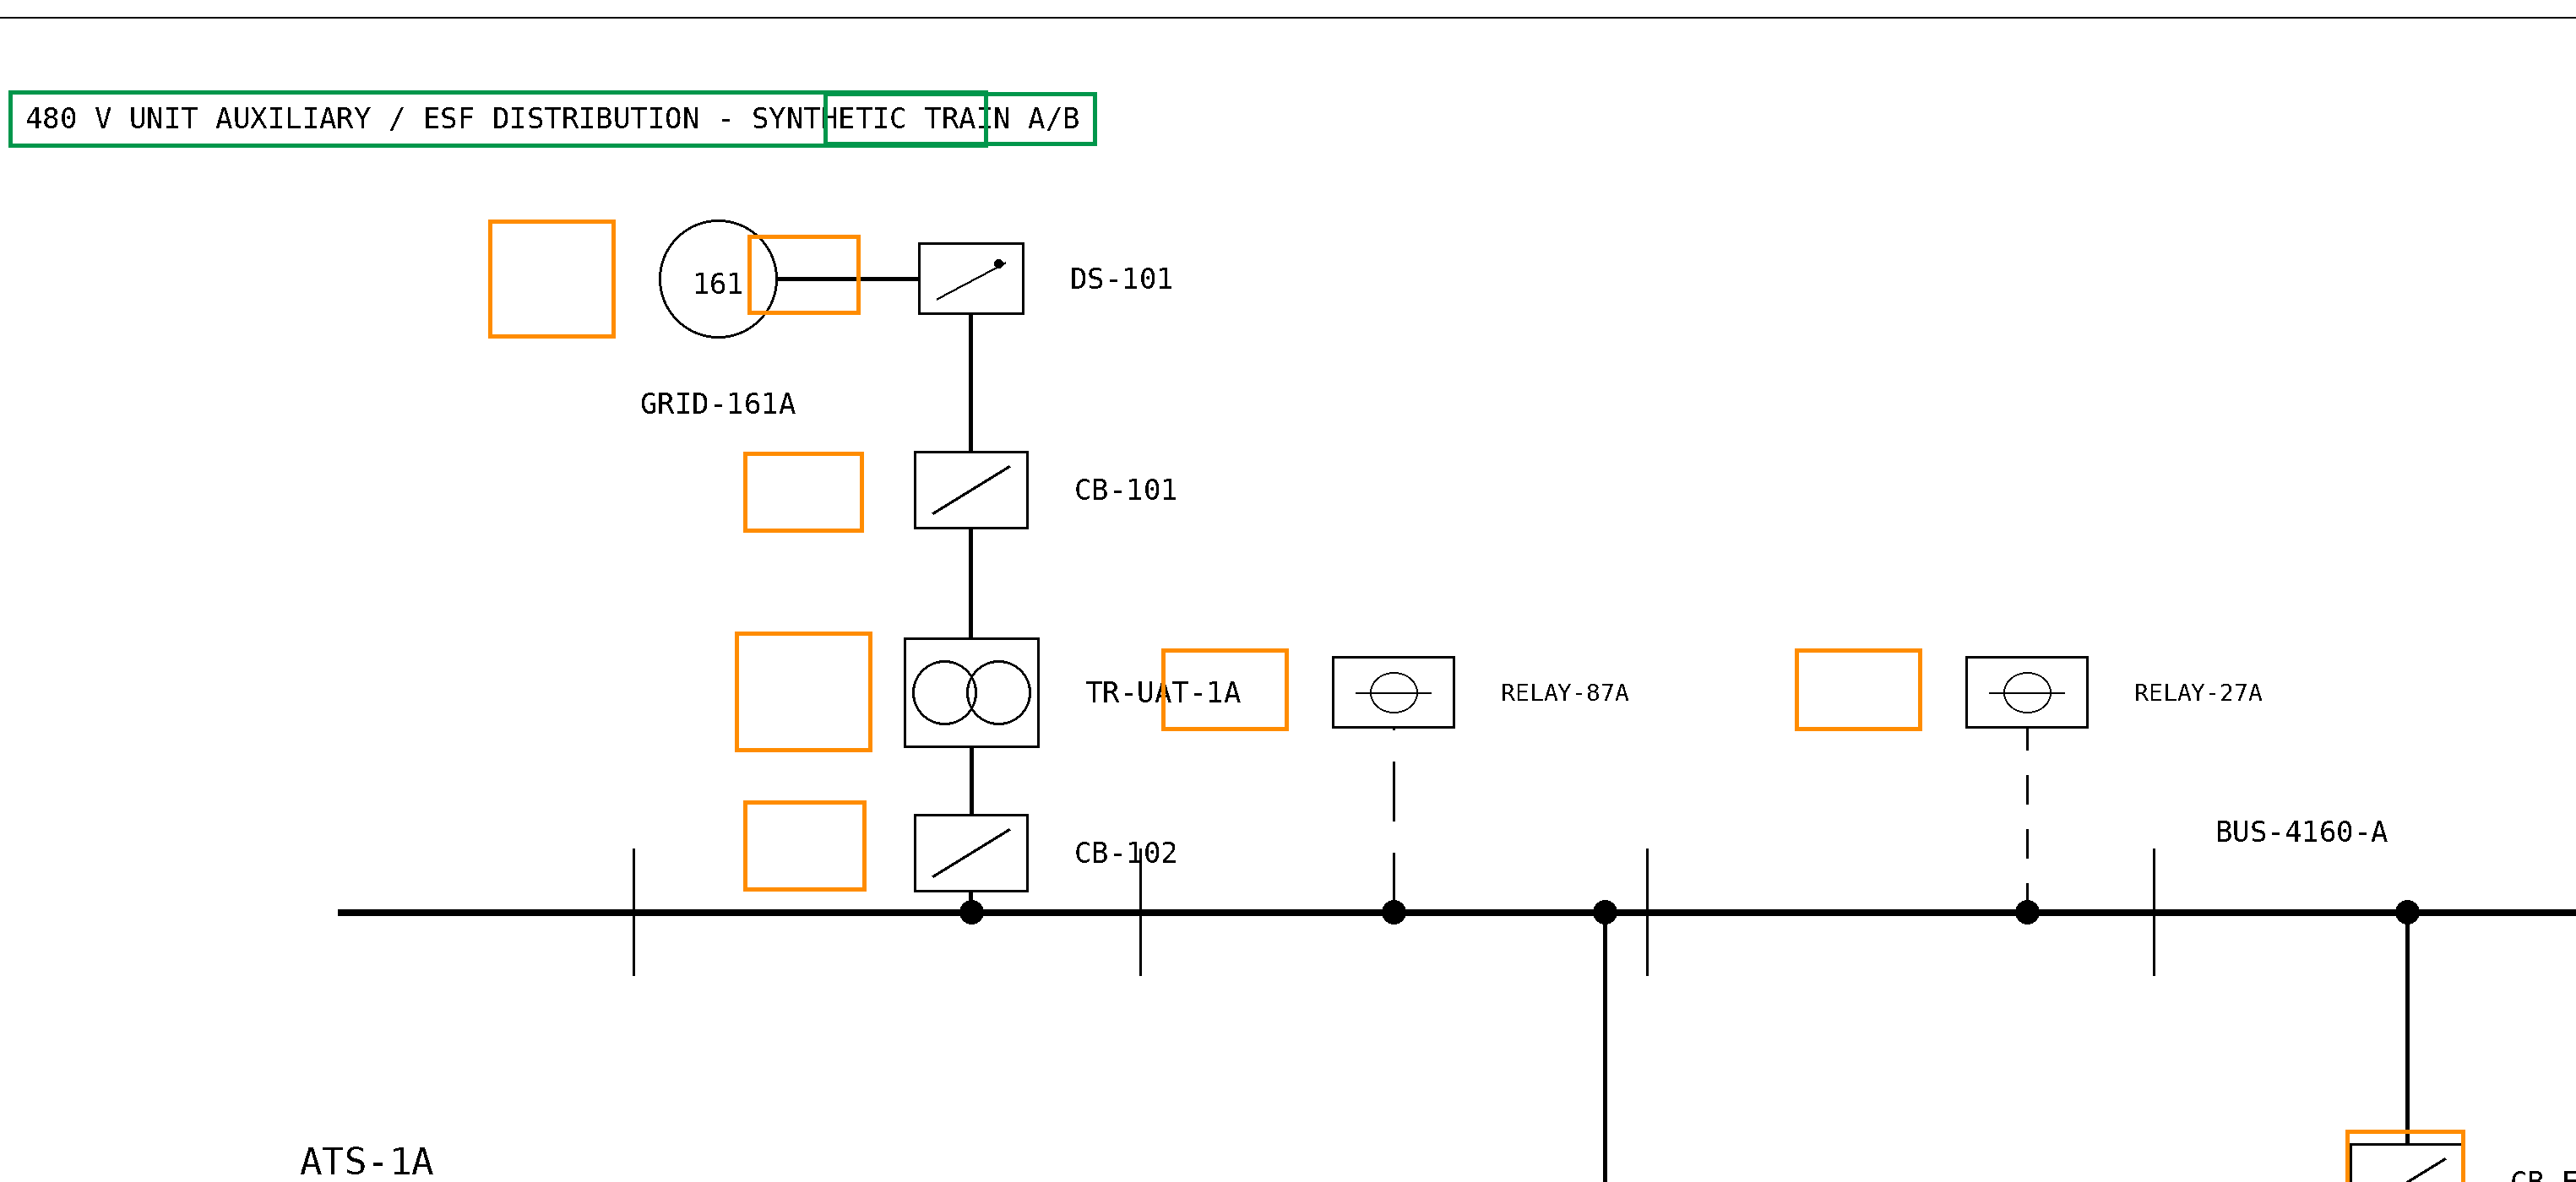 480 V UNIT AUXILIARY / ESF DISTRIBUTION - SYNTHETIC TRAIN A/B
161
DS-101
GRID-161A
CB-101
TR-UAT-1A
RELAY-87A
RELAY-27A
BUS-4160-A
CB-102
ATS-1A